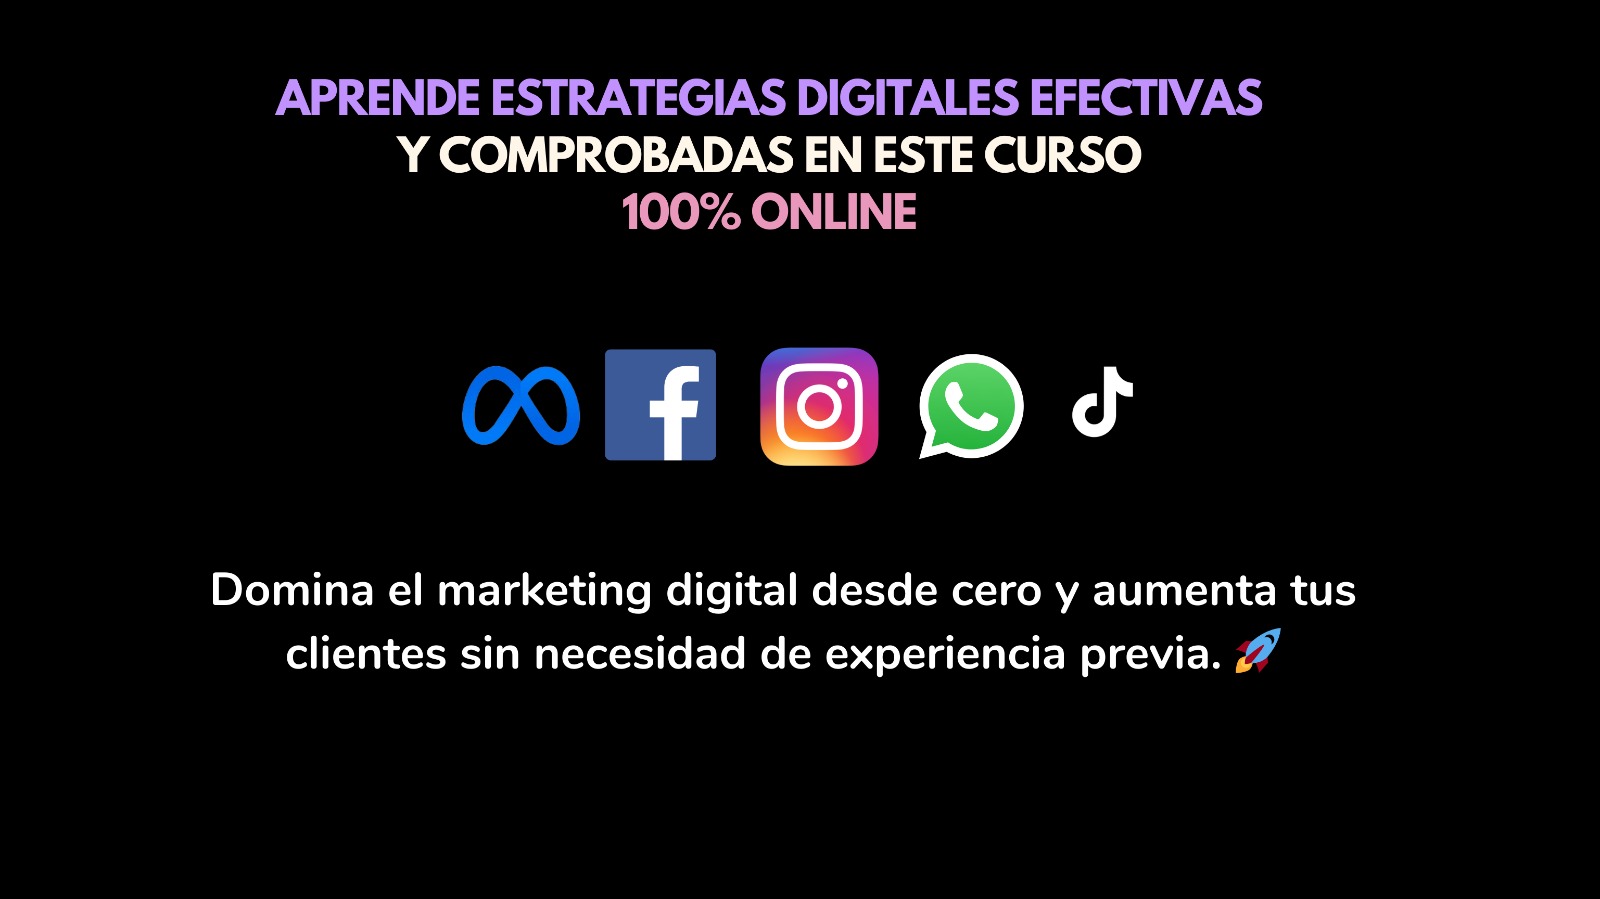 APRENDE ESTRATEGIAS DIGITALES EFECTIVAS
Y COMPROBADAS EN ESTE CURSO
100% ONLINE
Domina el marketing digital desde cero y aumenta tus
clientes sin necesidad de experiencia previa. 🚀